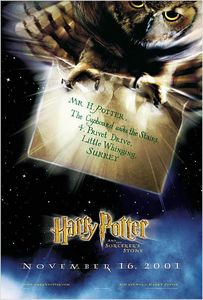 MR. H. POTTER,
The Cupboard under the Stairs,
4, Privet Drive,
Little Whinging,
SURREY
Harry Potter
AND THE
SORCERER'S
STONE
NOVEMBER 16, 2001